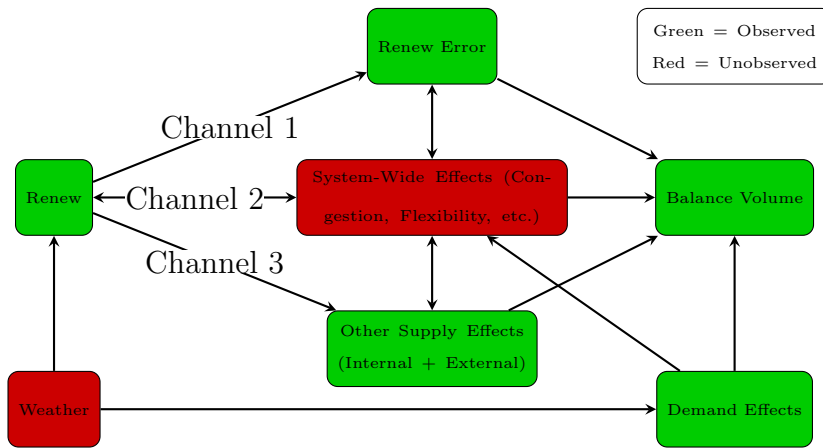 Renew Error
Green = Observed
Red = Unobserved
Channel 1
Renew
Channel 2
System-Wide Effects (Con-
gestion, Flexibility, etc.)
Balance Volume
Channel 3
Other Supply Effects
(Internal + External)
Weather
Demand Effects